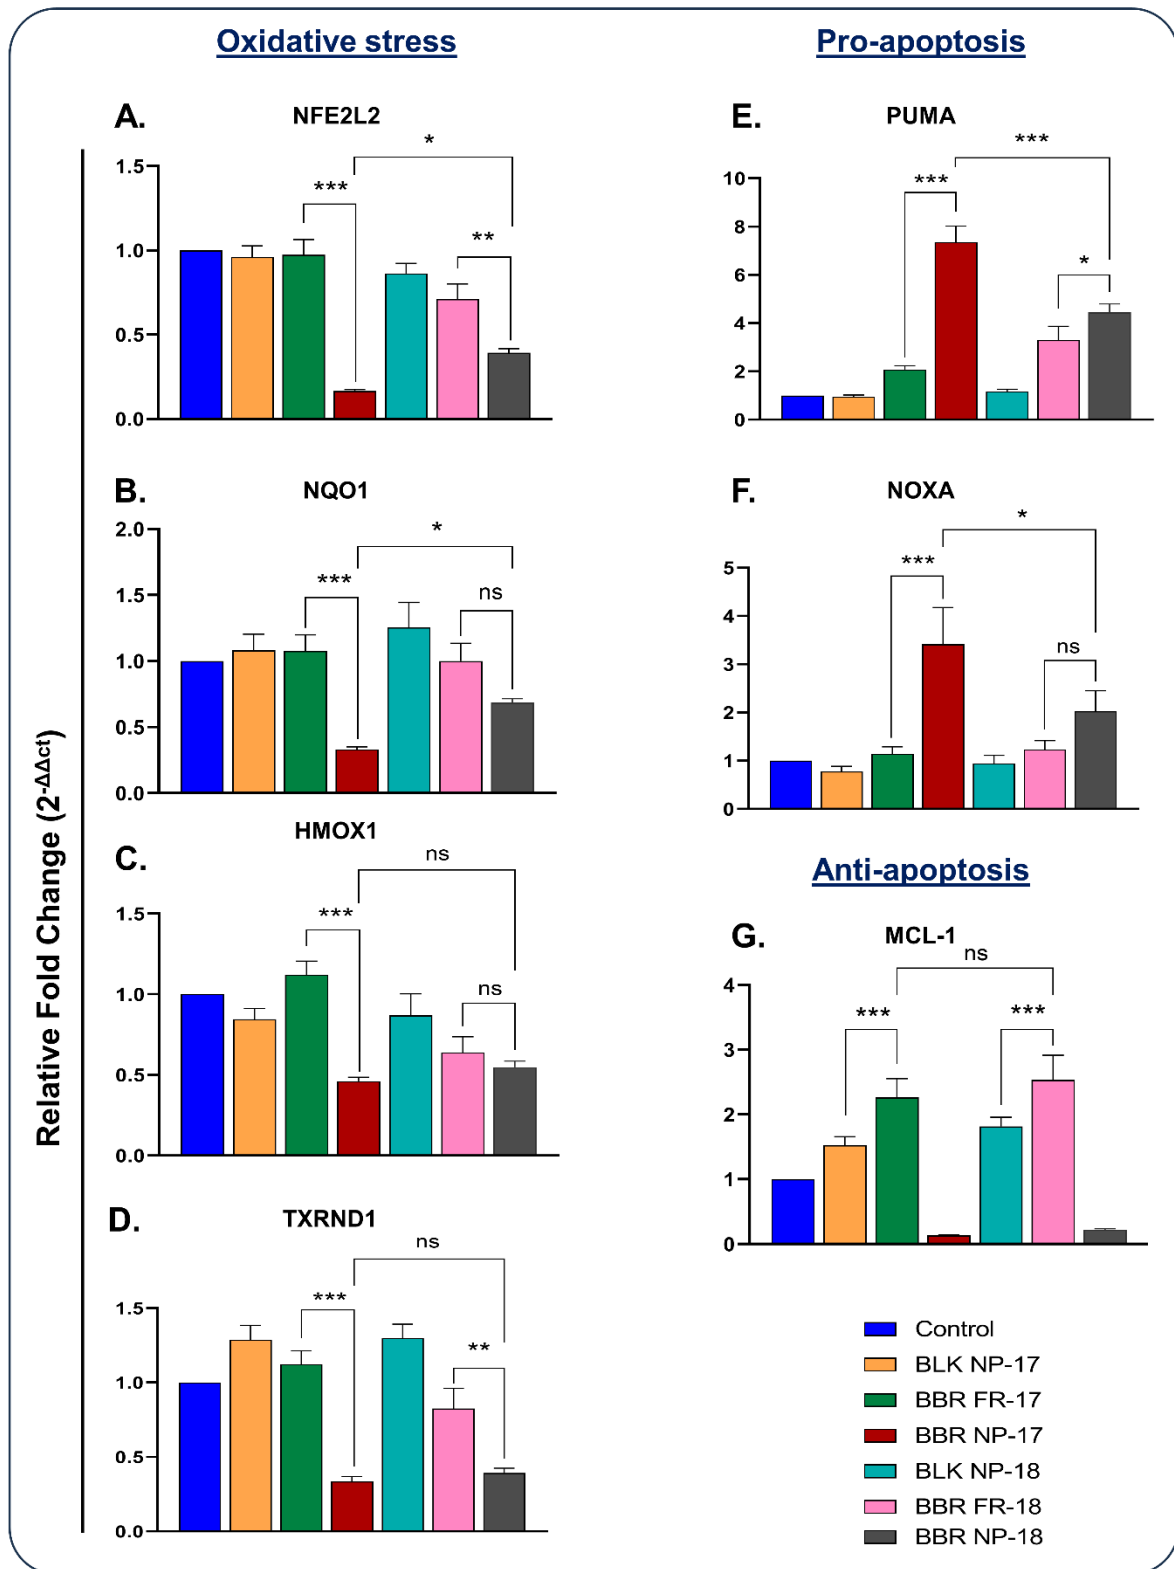 Oxidative stress
Pro-apoptosis
Relative Fold Change (2-ΔΔct)
A.
NFE2L2
1.5
1.0
0.5
0.0
***
*
**
B.
NQO1
2.0
1.5
1.0
0.5
0.0
***
*
ns
C.
HMOX1
1.5
1.0
0.5
0.0
***
ns
ns
D.
TXRND1
1.5
1.0
0.5
0.0
***
ns
**
E.
PUMA
10
8
6
4
2
0
***
***
*
F.
NOXA
5
4
3
2
1
0
***
*
ns
Anti-apoptosis
G.
MCL-1
4
3
2
1
0
***
ns
***
Control
BLK NP-17
BBR FR-17
BBR NP-17
BLK NP-18
BBR FR-18
BBR NP-18